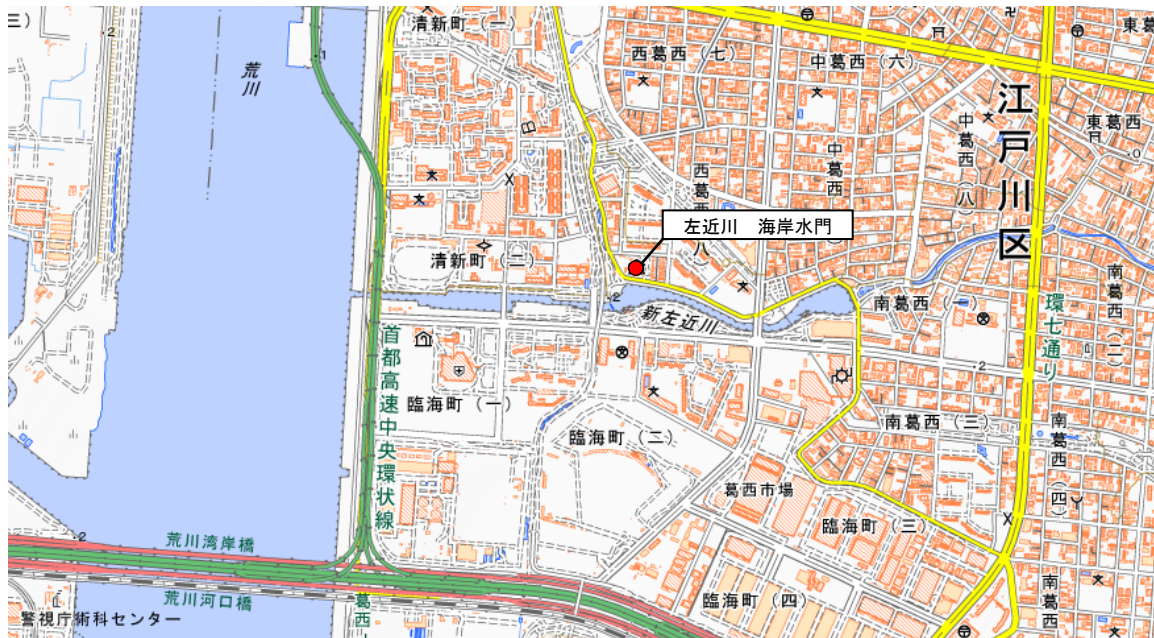 三）
清新町（一）
荒川
西葛西（七）
中葛西（六）
東葛
江戸川区
中葛西（八）
東葛西
中葛西
西葛西
左近川　海岸水門
八）
清新町（二）
新左近川
南葛西（一）
南葛西（二）
環七通り
首都高速中央環状線
臨海町（一）
臨海町（二）
南葛西（三）
南葛西（四）
葛西市場
臨海町（三）
荒川湾岸橋
荒川河口橋
葛西
臨海町（四）
南葛西
警視庁術科センター